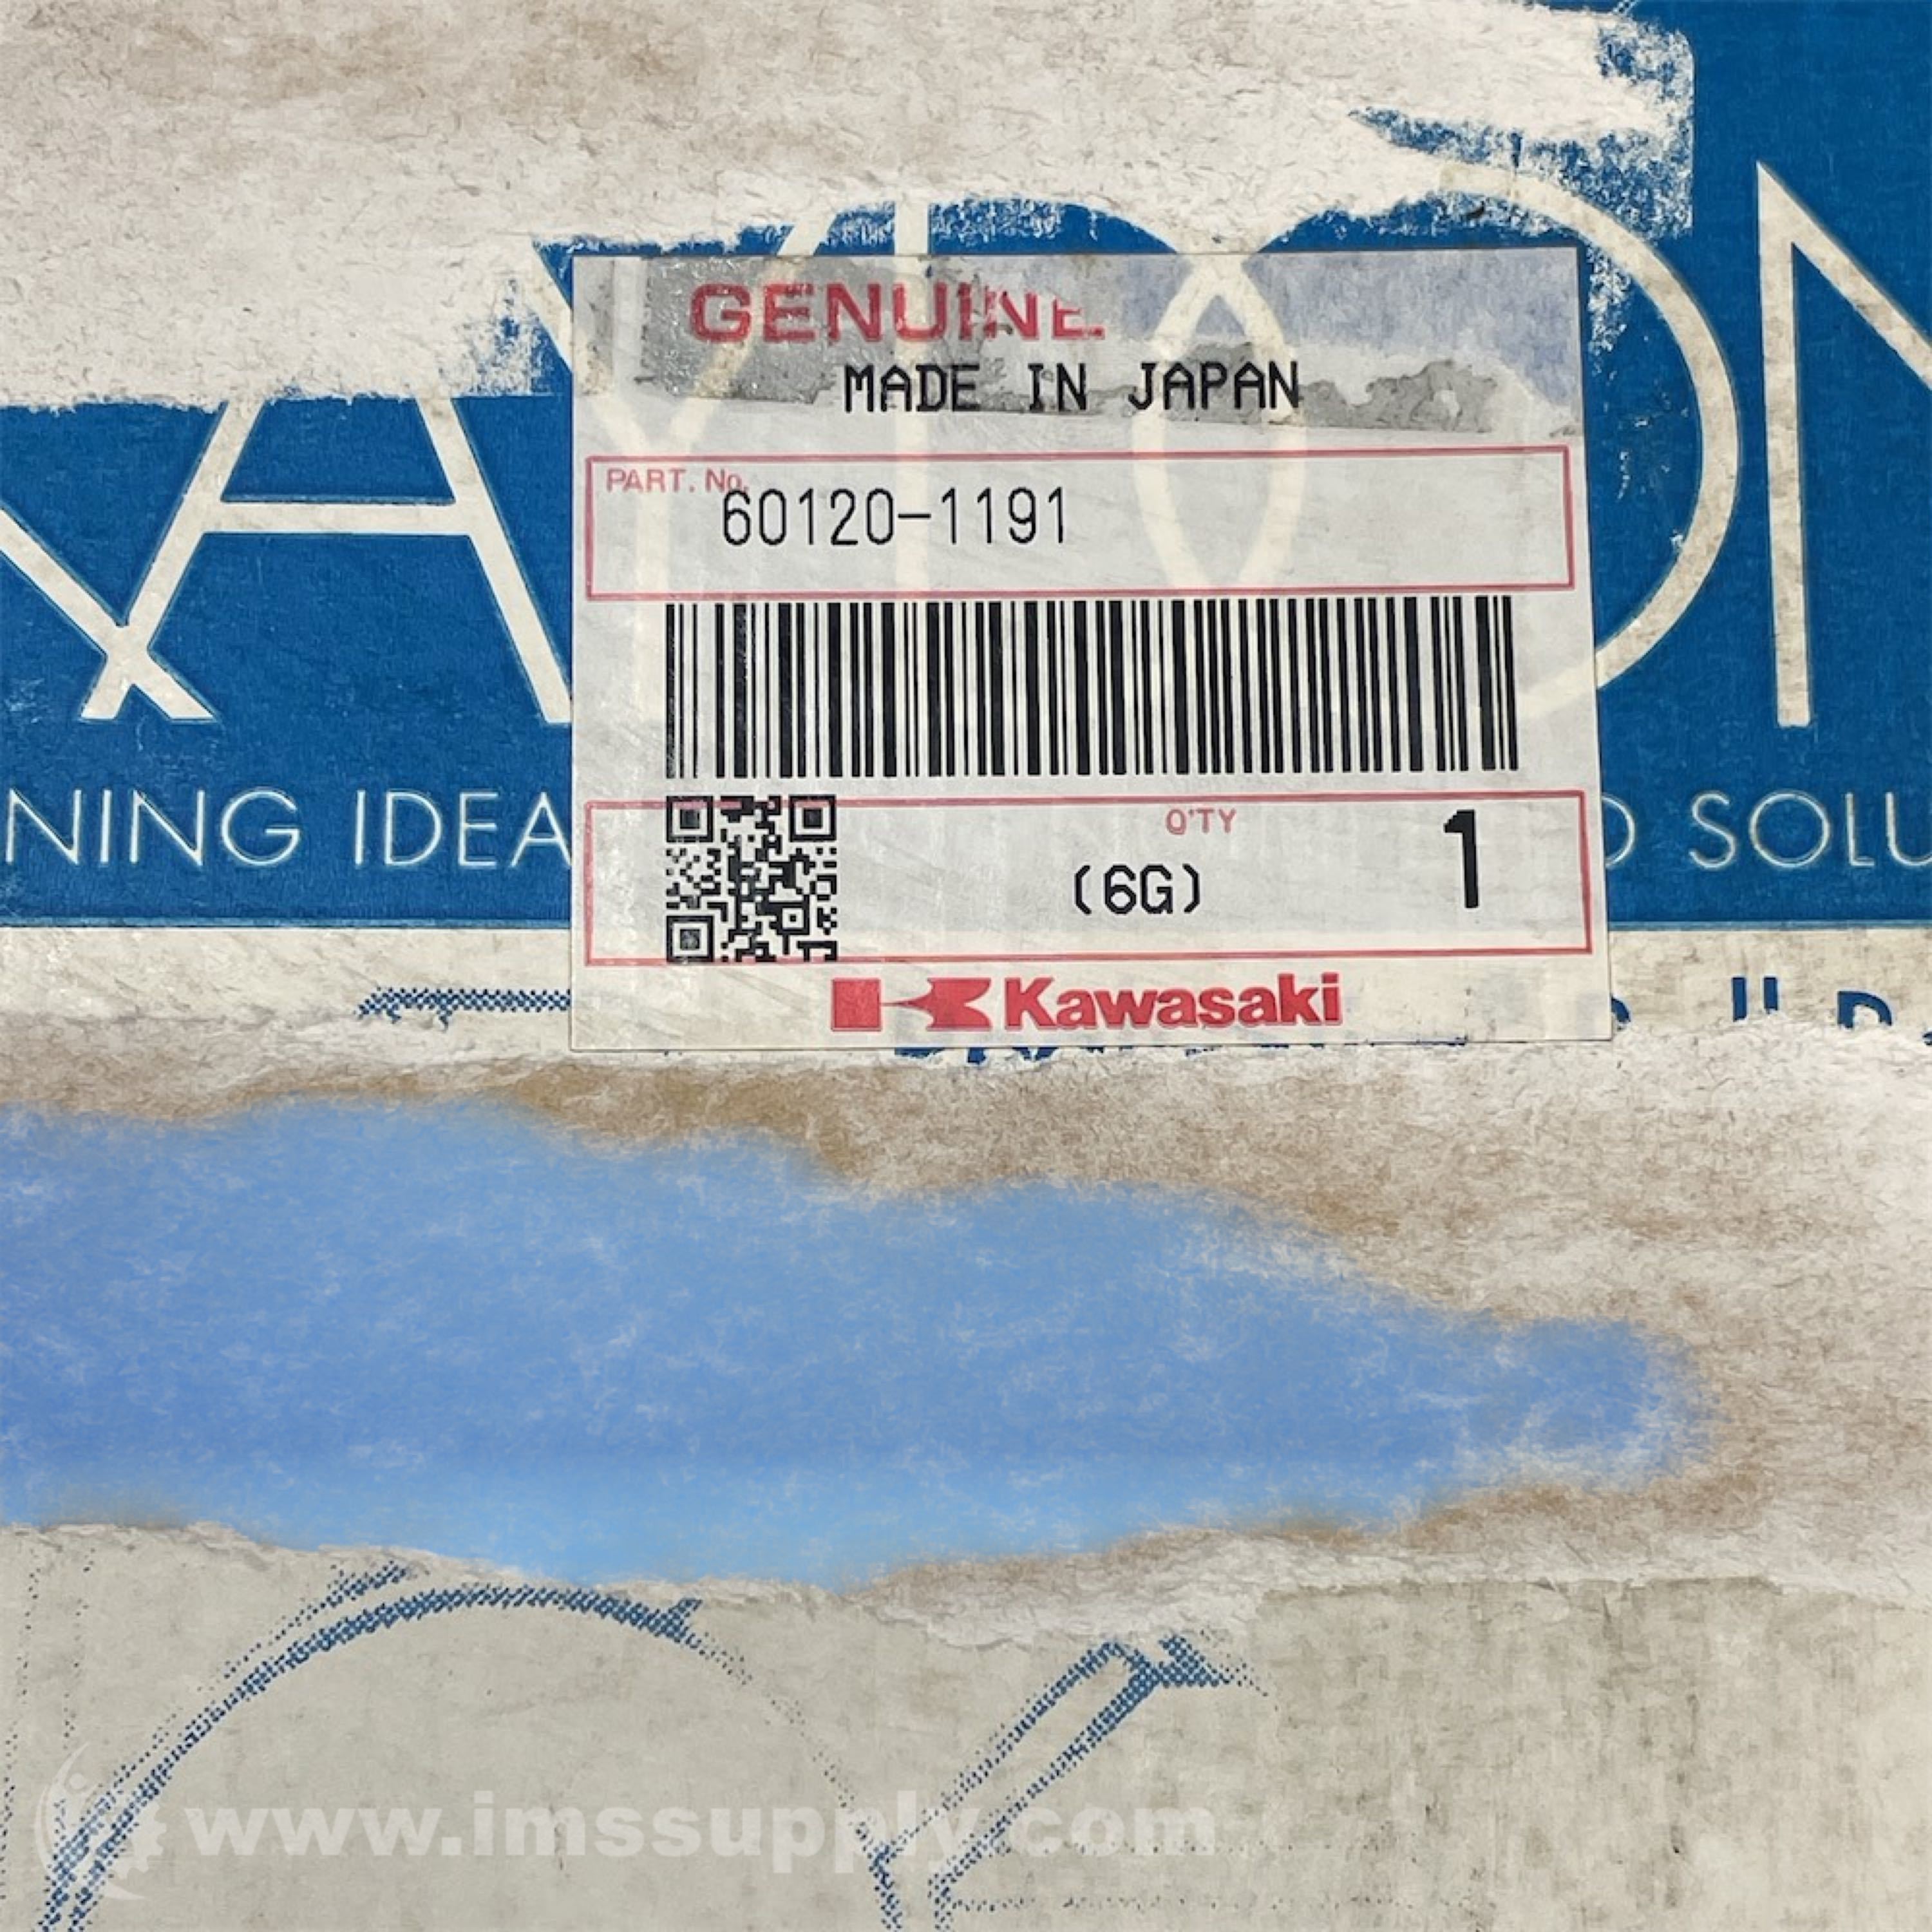 GENUINE
MADE IN JAPAN
PART. No.
60120-1191
NING IDEA
Q'TY
(6G)
1
SOLU
Kawasaki
www.imssupply.com